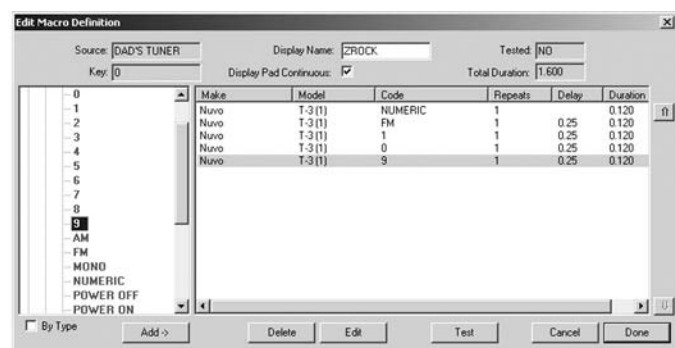 Edit Macro Definition
Source: DAD'S TUNER Display Name: ZROCK Tested: NO
Key: 0 Display Pad Continuous: Total Duration: 1.600
0
1
2
3
4
5
6
7
8
9
AM
FM
MONO
NUMERIC
POWER OFF
POWER ON
Make Model Code Repeats Delay Duration
Nuvo T-3 (1) NUMERIC 1 0.120
Nuvo T-3 (1) FM 1 0.25 0.120
Nuvo T-3 (1) 1 1 0.25 0.120
Nuvo T-3 (1) 0 1 0.25 0.120
Nuvo T-3 (1) 9 1 0.25 0.120
By Type Add -> Delete Edit Test Cancel Done